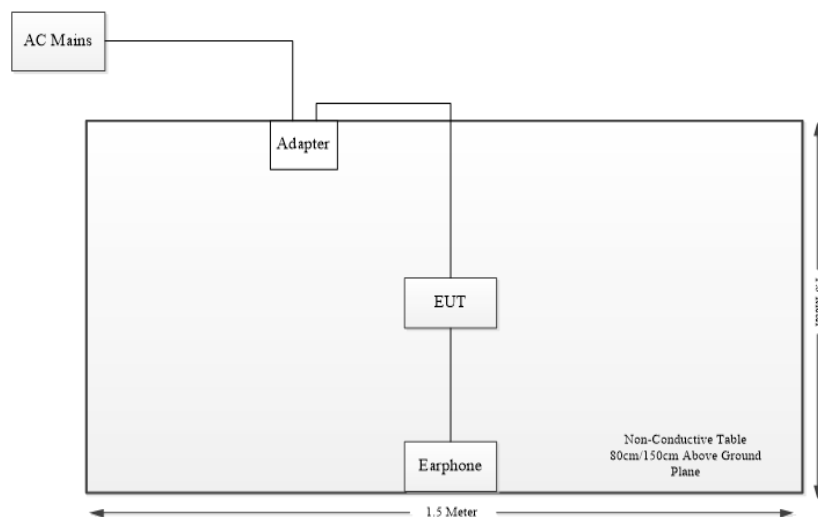 AC Mains
Adapter
EUT
Earphone
Non-Conductive Table
80cm/150cm Above Ground
Plane
1.5 Meter